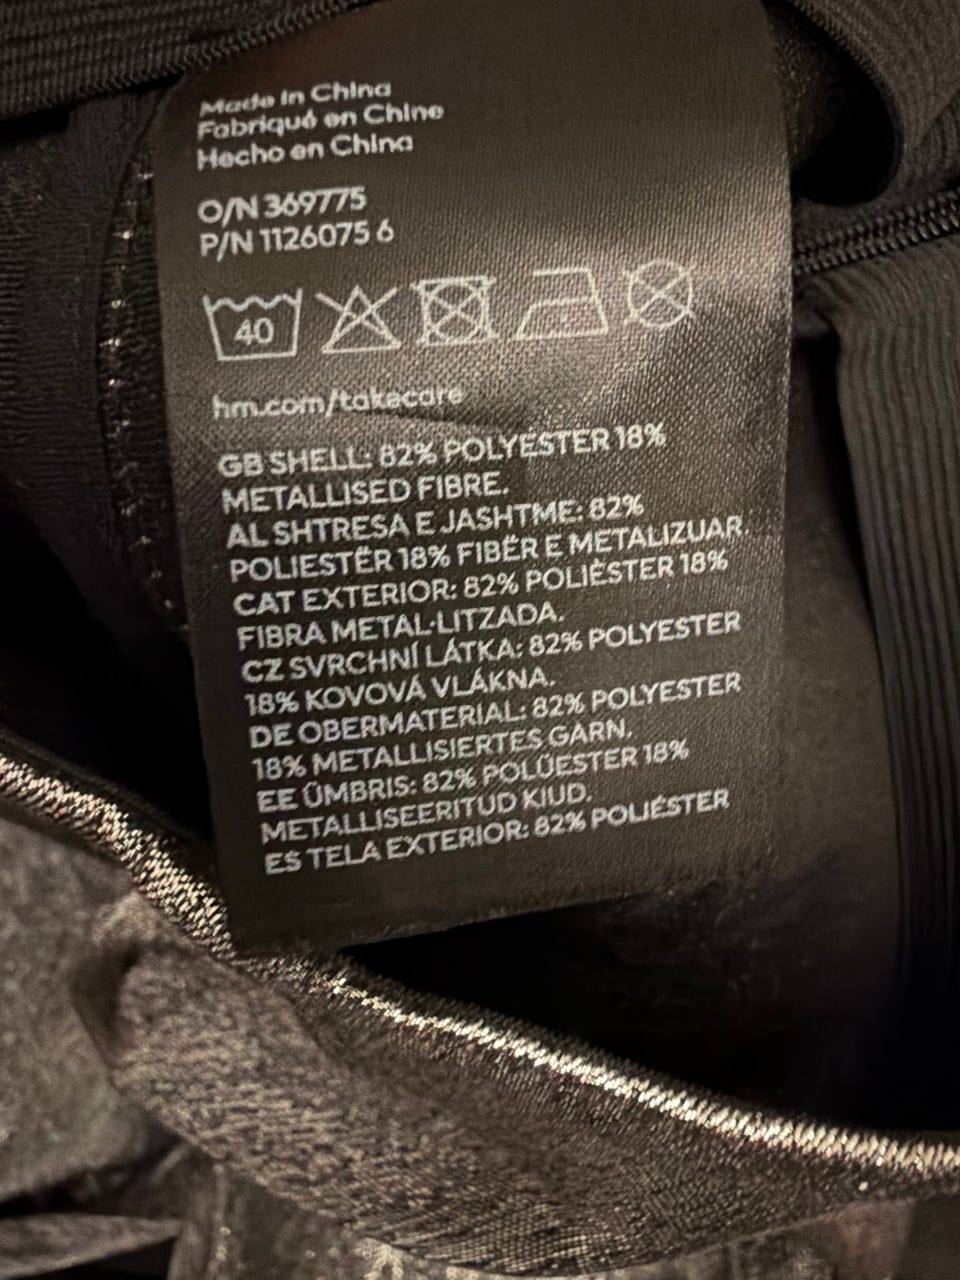 Made in China
Fabriqué en Chine
Hecho en China
O/N 369775
P/N 1126075 6
40
hm.com/takecare
GB SHELL: 82% POLYESTER 18%
METALLISED FIBRE.
AL SHTRESA E JASHTME: 82%
POLIESTËR 18% FIBËR E METALIZUAR.
CAT EXTERIOR: 82% POLIÈSTER 18%
FIBRA METAL·LITZADA.
CZ SVRCHNÍ LÁTKA: 82% POLYESTER
18% KOVOVÁ VLÁKNA.
DE OBERMATERIAL: 82% POLYESTER
18% METALLISIERTES GARN.
EE ÜMBRIS: 82% POLÜESTER 18%
METALLISEERITUD KIUD.
ES TELA EXTERIOR: 82% POLIÉSTER